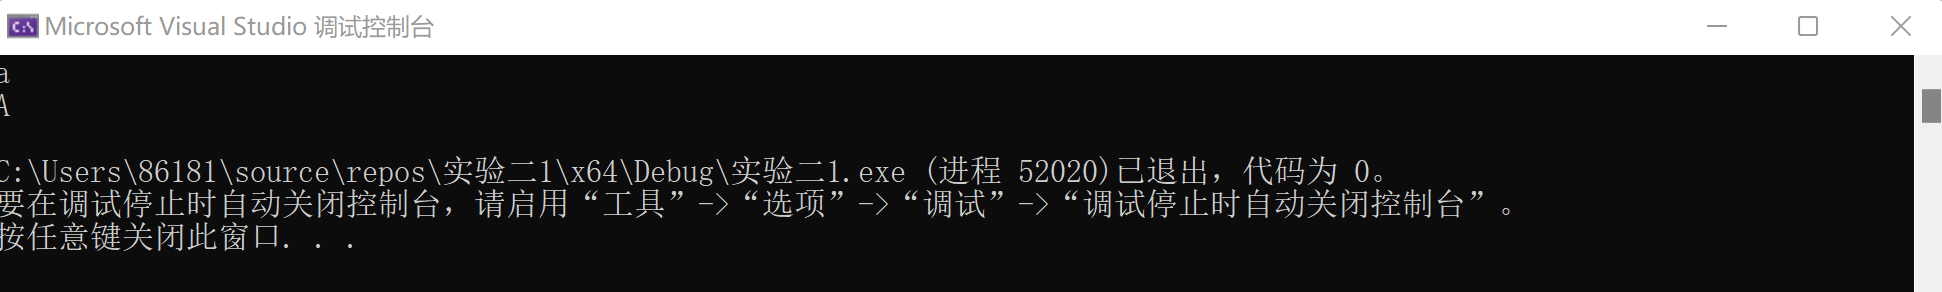 Microsoft Visual Studio 调试控制台
a
A
C:\Users\86181\source\repos\实验二1\x64\Debug\实验二1.exe (进程 52020)已退出，代码为 0。
要在调试停止时自动关闭控制台，请启用“工具”->“选项”->“调试”->“调试停止时自动关闭控制台”。
按任意键关闭此窗口. . .